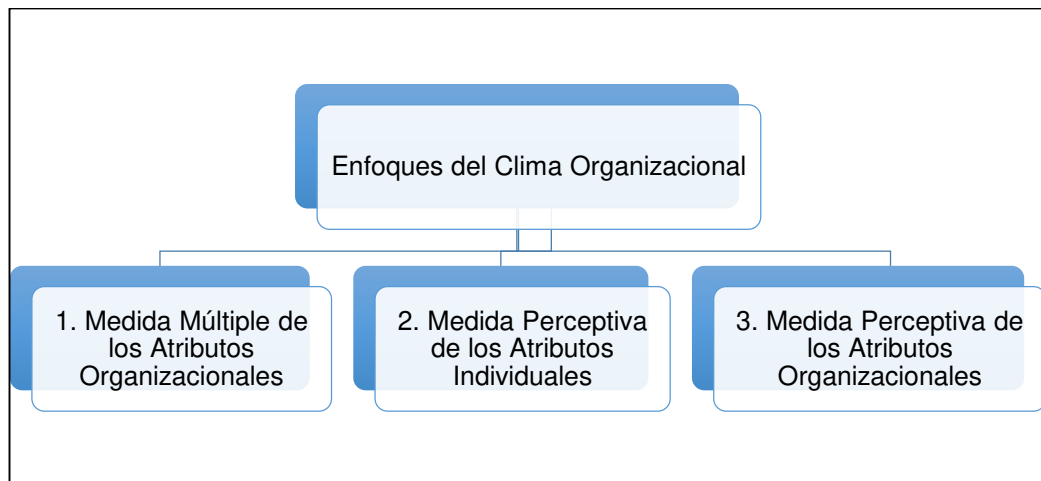 Enfoques del Clima Organizacional
1. Medida Múltiple de
los Atributos
Organizacionales
2. Medida Perceptiva
de los Atributos
Individuales
3. Medida Perceptiva de
los Atributos
Organizacionales